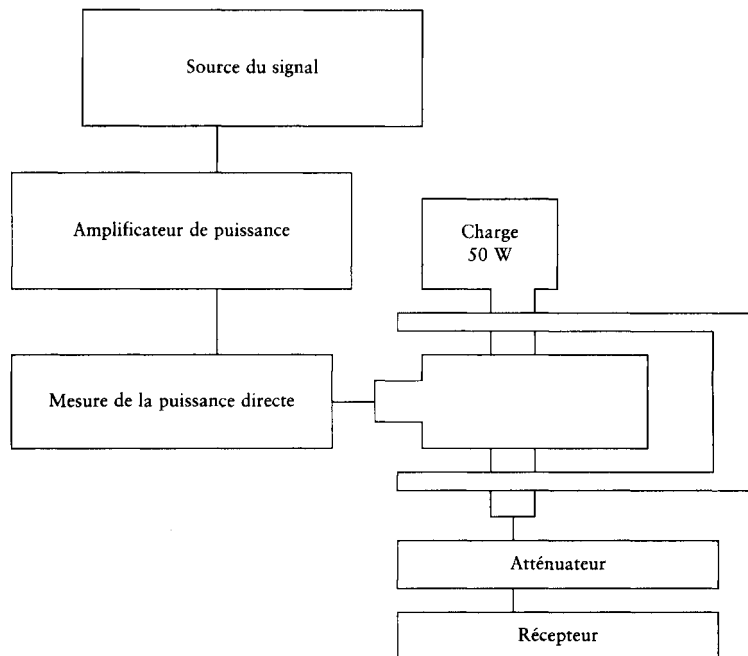 Source du signal
Amplificateur de puissance
Charge
50 W
Mesure de la puissance directe
Atténuateur
Récepteur